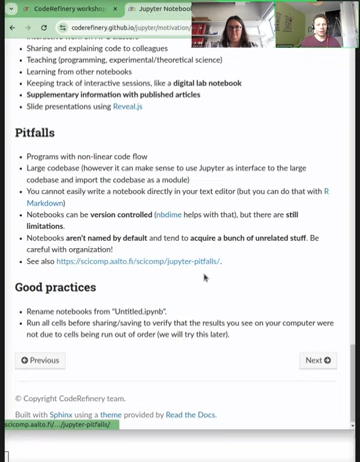 CodeRefinery worksho
Jupyter Noteboo
coderefinery.github.io/jupyter/motivation
Sharing and explaining code to colleagues
Teaching (programming, experimental/theoretical science)
Learning from other notebooks
Keeping track of interactive sessions, like a digital lab notebook
Supplementary information with published articles
Slide presentations using Reveal.js
Pitfalls
Programs with non-linear code flow
Large codebase (however it can make sense to use Jupyter as interface to the large
codebase and import the codebase as a module)
You cannot easily write a notebook directly in your text editor (but you can do that with R
Markdown)
Notebooks can be version controlled (nbdime helps with that), but there are still
limitations.
Notebooks aren't named by default and tend to acquire a bunch of unrelated stuff. Be
careful with organization!
See also https://scicomp.aalto.fi/scicomp/jupyter-pitfalls/.
Good practices
Rename notebooks from "Untitled.ipynb".
Run all cells before sharing/saving to verify that the results you see on your computer were
not due to cells being run out of order (we will try this later).
Previous
Next
© Copyright CodeRefinery team.
Built with Sphinx using a theme provided by Read the Docs.
scicomp.aalto.fi/.../jupyter-pitfalls/